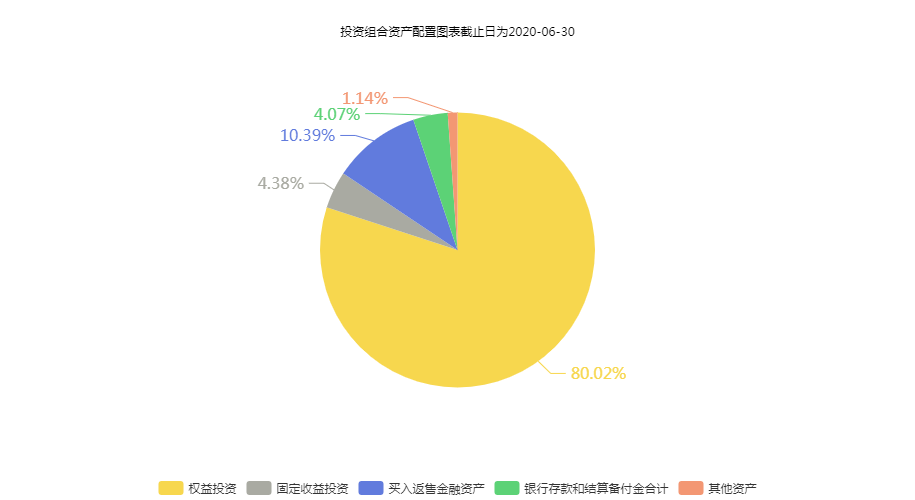 投资组合资产配置图表截止日为2020-06-30
1.14%
4.07%
10.39%
4.38%
80.02%
权益投资 固定收益投资 买入返售金融资产 银行存款和结算备付金合计 其他资产